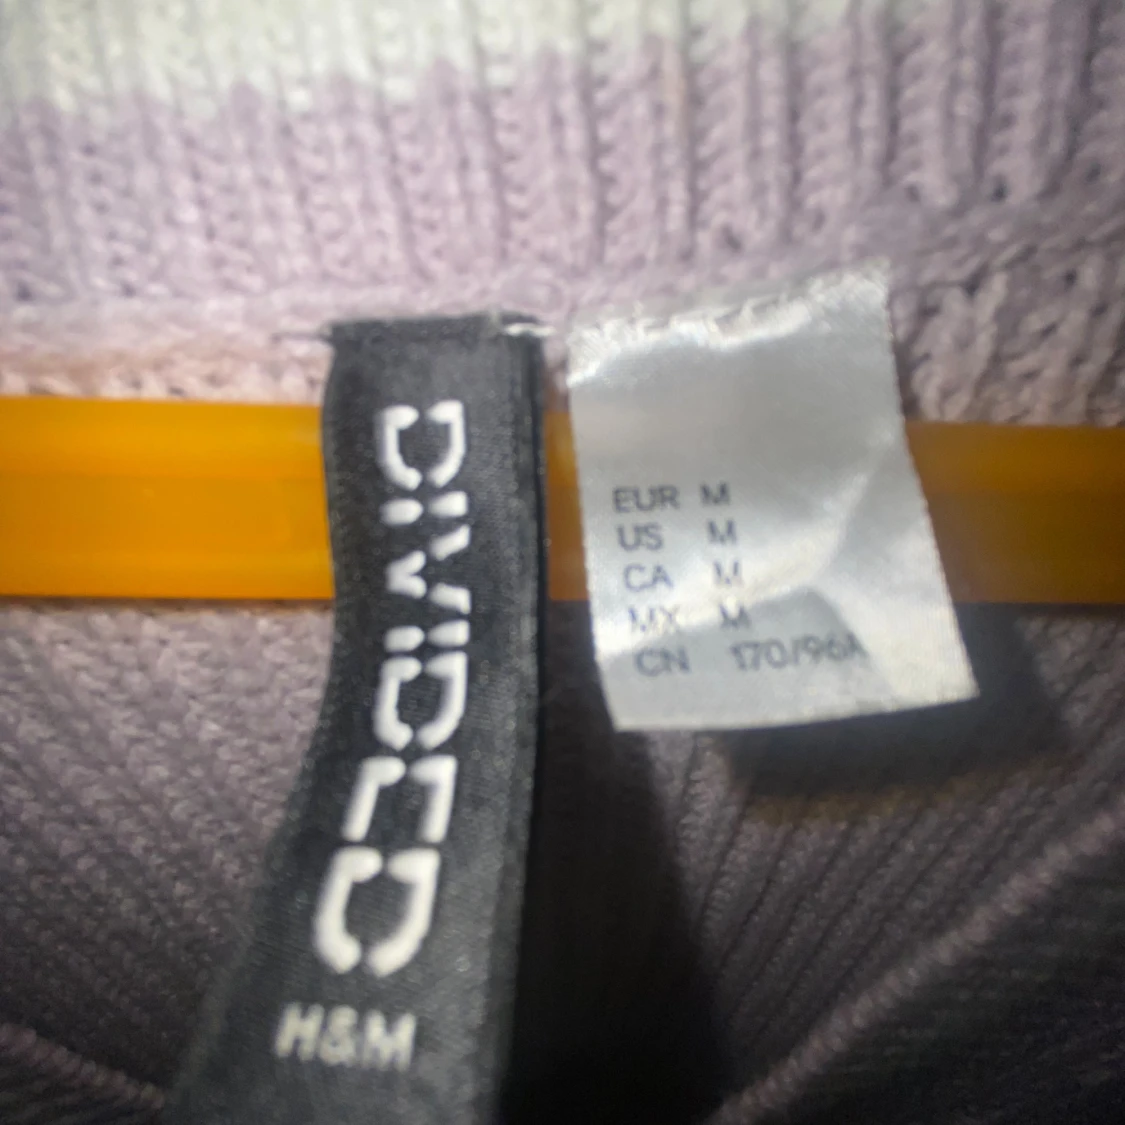 DIVIDED
H&M
EUR M
US M
CA M
MX M
CN 170/96A